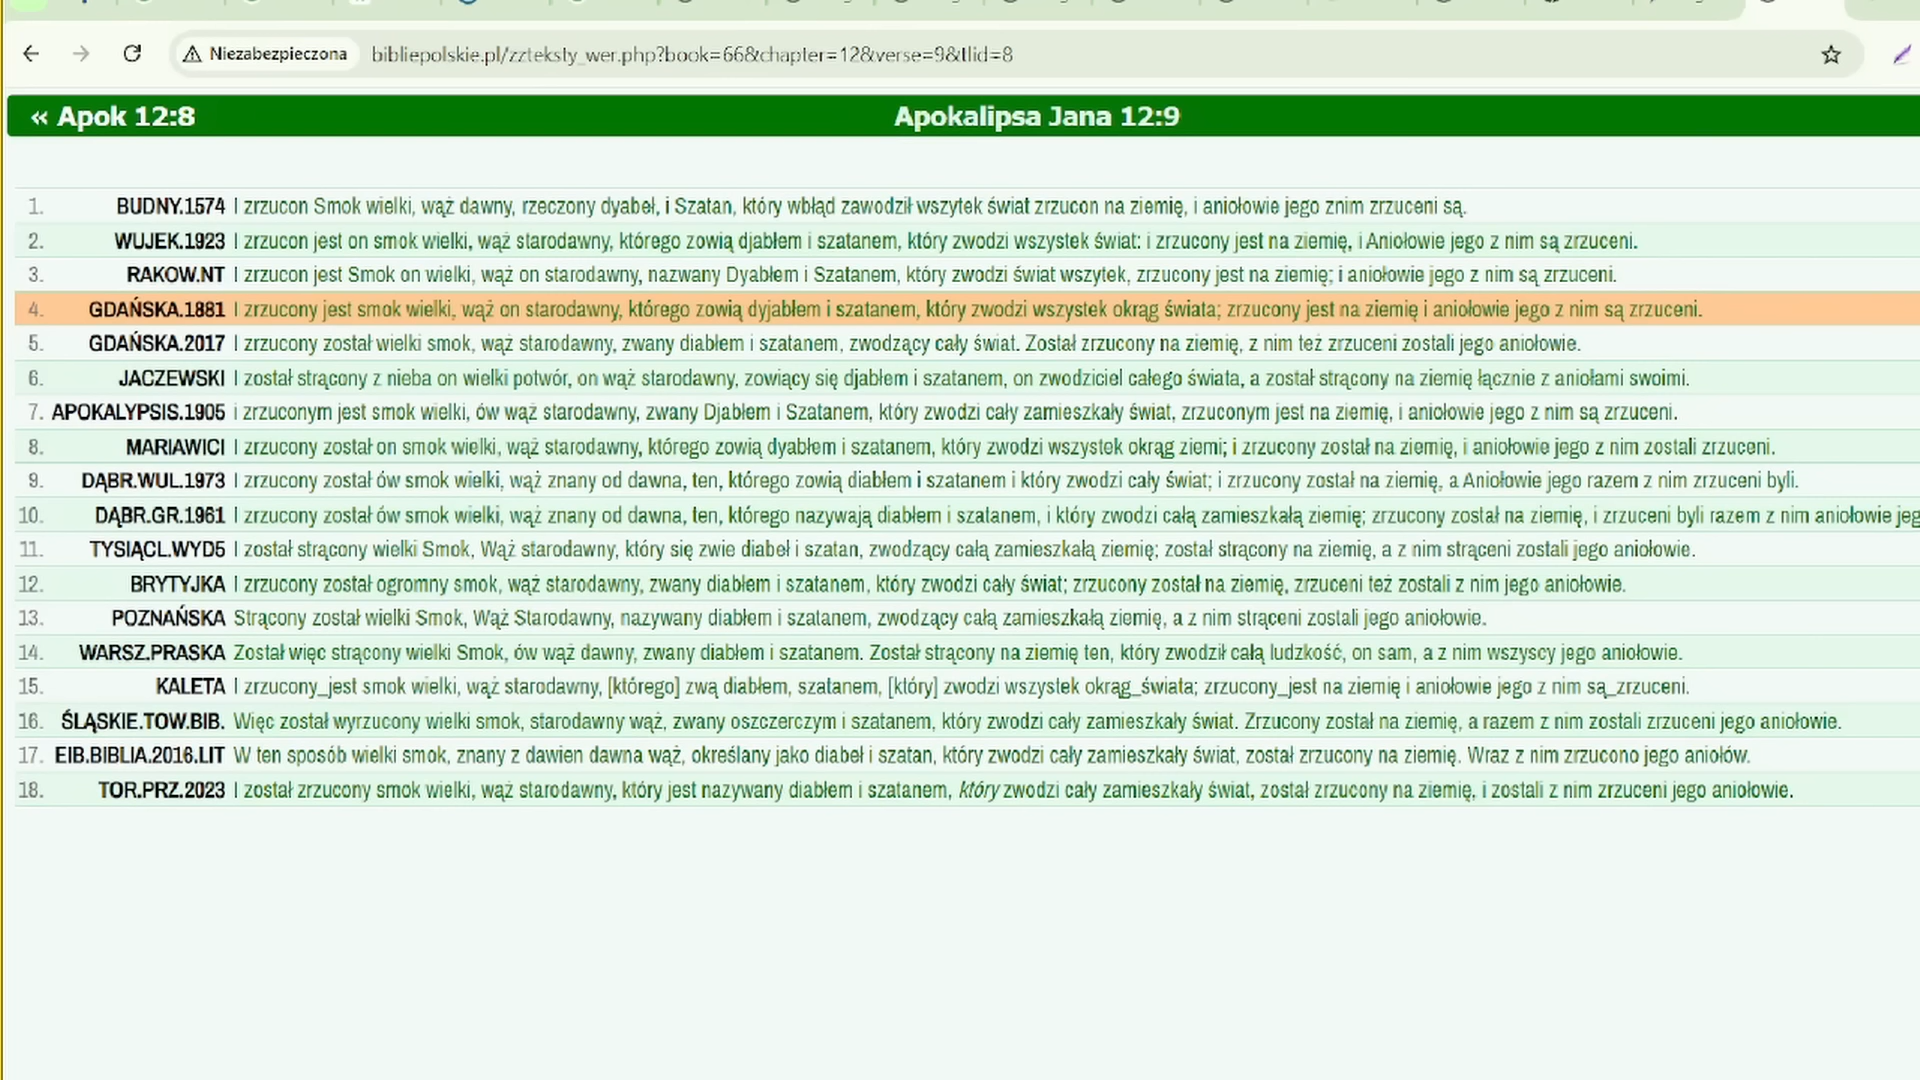 Niezabezpieczona bibliepolskie.pl/zzteksty_wer.php?book=66&chapter=12&verse=9&tlid=8
« Apok 12:8 Apokalipsa Jana 12:9
1. BUDNY.1574 I zrzucon Smok wielki, wąż dawny, rzeczony dyabeł, i Szatan, który wbłąd zawodził wszytek świat zrzucon na ziemię, i aniołowie jego znim zrzuceni są.
2. WUJEK.1923 I zrzucon jest on smok wielki, wąż starodawny, którego zowią djabłem i szatanem, który zwodzi wszystek świat: i zrzucony jest na ziemię, i Aniołowie jego z nim są zrzuceni.
3. RAKOW.NT I zrzucon jest Smok on wielki, wąż on starodawny, nazwany Dyabłem i Szatanem, który zwodzi świat wszytek, zrzucony jest na ziemię; i aniołowie jego z nim są zrzuceni.
4. GDAŃSKA.1881 I zrzucony jest smok wielki, wąż on starodawny, którego zowią dyjabłem i szatanem, który zwodzi wszystek okrąg świata; zrzucony jest na ziemię i aniołowie jego z nim są zrzuceni.
5. GDAŃSKA.2017 I zrzucony został wielki smok, wąż starodawny, zwany diabłem i szatanem, zwodzący cały świat. Został zrzucony na ziemię, z nim też zrzuceni zostali jego aniołowie.
6. JACZEWSKI I został strącony z nieba on wielki potwór, on wąż starodawny, zowiący się djabłem i szatanem, on zwodziciel całego świata, a został strącony na ziemię łącznie z aniołami swoimi.
7. APOKALYPSIS.1905 i zrzuconym jest smok wielki, ów wąż starodawny, zwany Djabłem i Szatanem, który zwodzi cały zamieszkały świat, zrzuconym jest na ziemię, i aniołowie jego z nim są zrzuceni.
8. MARIAWICI I zrzucony został on smok wielki, wąż starodawny, którego zowią dyabłem i szatanem, który zwodzi wszystek okrąg ziemi; i zrzucony został na ziemię, i aniołowie jego z nim zostali zrzuceni.
9. DĄBR.WUL.1973 I zrzucony został ów smok wielki, wąż znany od dawna, ten, którego zowią diabłem i szatanem i który zwodzi cały świat; i zrzucony został na ziemię, a Aniołowie jego razem z nim zrzuceni byli.
10. DĄBR.GR.1961 I zrzucony został ów smok wielki, wąż znany od dawna, ten, którego nazywają diabłem i szatanem, i który zwodzi całą zamieszkałą ziemię; zrzucony został na ziemię, i zrzuceni byli razem z nim aniołowie jeg
11. TYSIĄCL.WYD5 I został strącony wielki Smok, Wąż starodawny, który się zwie diabeł i szatan, zwodzący całą zamieszkałą ziemię; został strącony na ziemię, a z nim strąceni zostali jego aniołowie.
12. BRYTYJKA I zrzucony został ogromny smok, wąż starodawny, zwany diabłem i szatanem, który zwodzi cały świat; zrzucony został na ziemię, zrzuceni też zostali z nim jego aniołowie.
13. POZNAŃSKA Strącony został wielki Smok, Wąż Starodawny, nazywany diabłem i szatanem, zwodzący całą zamieszkałą ziemię, a z nim strąceni zostali jego aniołowie.
14. WARSZ.PRASKA Został więc strącony wielki Smok, ów wąż dawny, zwany diabłem i szatanem. Został strącony na ziemię ten, który zwodził całą ludzkość, on sam, a z nim wszyscy jego aniołowie.
15. KALETA I zrzucony_jest smok wielki, wąż starodawny, [którego] zwą diabłem, szatanem, [który] zwodzi wszystek okrąg_świata; zrzucony_jest na ziemię i aniołowie jego z nim są_zrzuceni.
16. ŚLĄSKIE.TOW.BIB. Więc został wyrzucony wielki smok, starodawny wąż, zwany oszczerczym i szatanem, który zwodzi cały zamieszkały świat. Zrzucony został na ziemię, a razem z nim zostali zrzuceni jego aniołowie.
17. EIB.BIBLIA.2016.LIT W ten sposób wielki smok, znany z dawien dawna wąż, określany jako diabeł i szatan, który zwodzi cały zamieszkały świat, został zrzucony na ziemię. Wraz z nim zrzucono jego aniołów.
18. TOR.PRZ.2023 I został zrzucony smok wielki, wąż starodawny, który jest nazywany diabłem i szatanem, który zwodzi cały zamieszkały świat, został zrzucony na ziemię, i zostali z nim zrzuceni jego aniołowie.